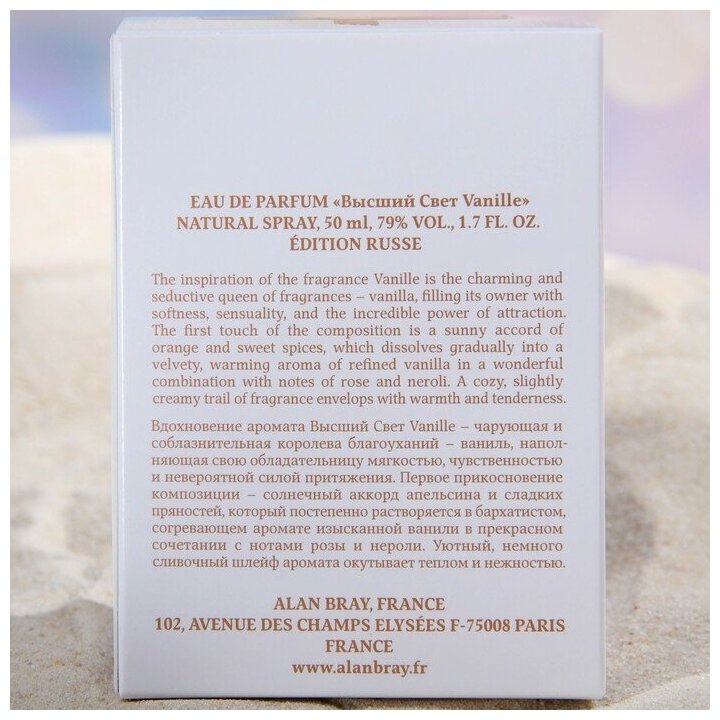 EAU DE PARFUM «Высший Свет Vanille»
NATURAL SPRAY, 50 ml, 79% VOL., 1.7 FL. OZ.
ÉDITION RUSSE
The inspiration of the fragrance Vanille is the charming and
seductive queen of fragrances – vanilla, filling its owner with
softness, sensuality, and the incredible power of attraction.
The first touch of the composition is a sunny accord of
orange and sweet spices, which dissolves gradually into a
velvety, warming aroma of refined vanilla in a wonderful
combination with notes of rose and neroli. A cozy, slightly
creamy trail of fragrance envelops with warmth and tenderness.
Вдохновение аромата Высший Свет Vanille – чарующая и
соблазнительная королева благоуханий – ваниль, напол-
няющая свою обладательницу мягкостью, чувственностью
и невероятной силой притяжения. Первое прикосновение
композиции – солнечный аккорд апельсина и сладких
пряностей, который постепенно растворяется в бархатистом,
согревающем аромате изысканной ванили в прекрасном
сочетании с нотами розы и нероли. Уютный, немного
сливочный шлейф аромата окутывает теплом и нежностью.
ALAN BRAY, FRANCE
102, AVENUE DES CHAMPS ELYSÉES F-75008 PARIS
FRANCE
www.alanbray.fr